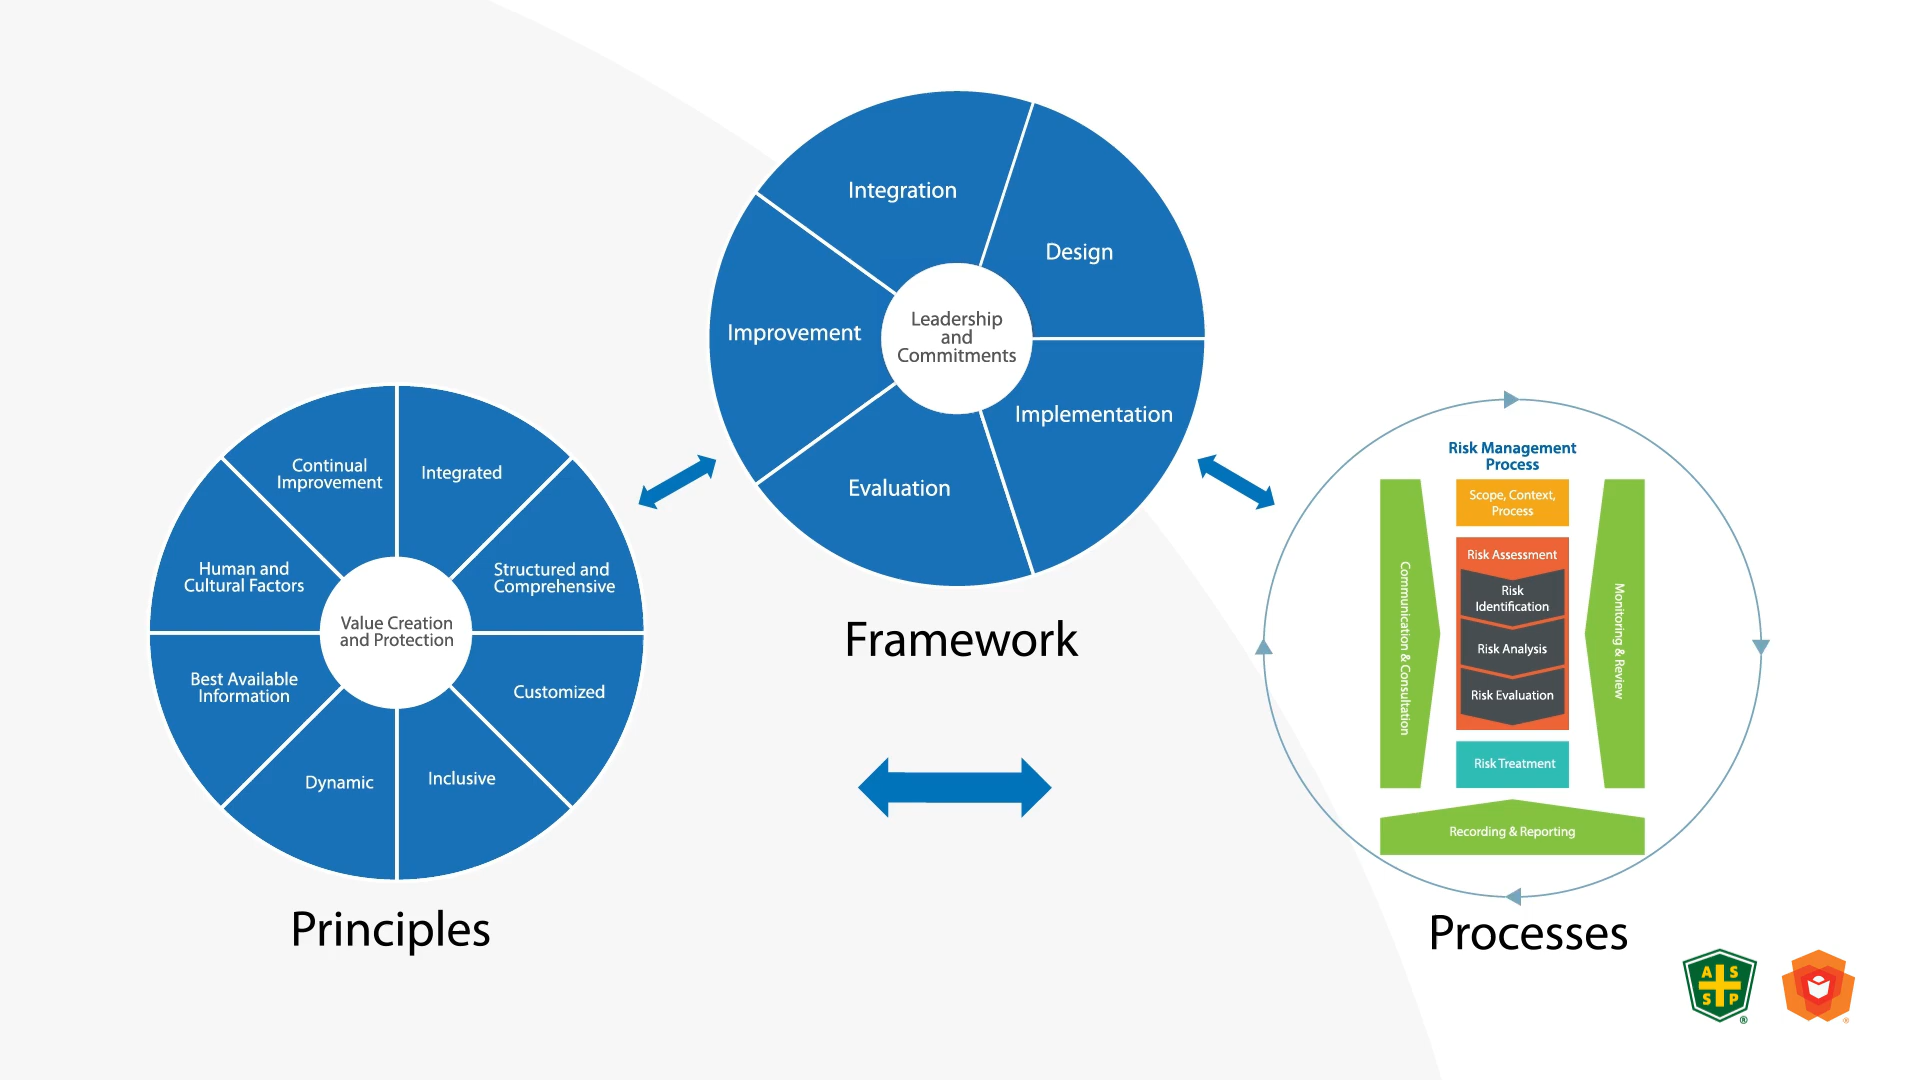 Integration
Design
Leadership
and
Commitments
Improvement
Implementation
Evaluation
Framework
Continual
Improvement
Integrated
Human and
Cultural Factors
Structured and
Comprehensive
Value Creation
and Protection
Best Available
Information
Customized
Dynamic
Inclusive
Principles
Risk Management
Process
Scope, Context,
Process
Risk Assessment
Risk
Identification
Risk Analysis
Risk Evaluation
Risk Treatment
Communication & Consultation
Monitoring & Review
Recording & Reporting
Processes
A S
S P
®
®